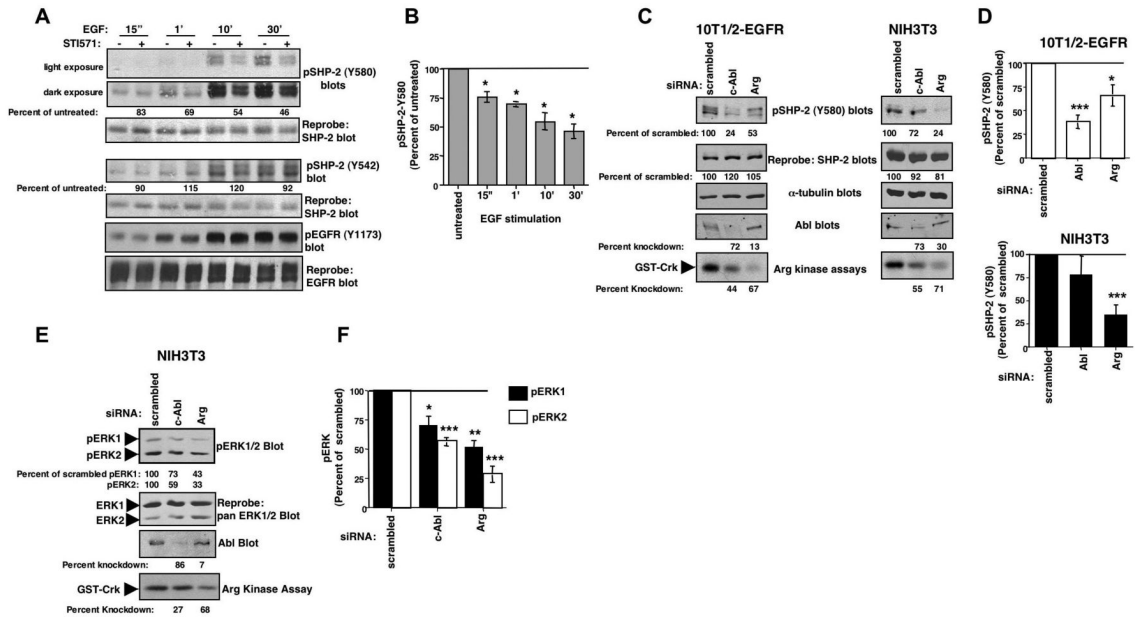 A
EGF: 15" 1' 10' 30'
STI571: - + - + - + - +
light exposure
pSHP-2 (Y580)
blots
dark exposure
Percent of untreated: 83 69 54 46
Reprobe:
SHP-2 blot
pSHP-2 (Y542)
blot
Percent of untreated: 90 115 120 92
Reprobe:
SHP-2 blot
pEGFR (Y1173)
blot
Reprobe:
EGFR blot
B
pSHP-2-Y580
(Percent of untreated)
100
75
50
25
0
* * * *
untreated 15" 1' 10' 30'
EGF stimulation
C
10T1/2-EGFR NIH3T3
siRNA: scrambled c-Abl Arg scrambled c-Abl Arg
pSHP-2 (Y580) blots
Percent of scrambled: 100 24 53 100 72 24
Reprobe: SHP-2 blots
Percent of scrambled: 100 120 105 100 92 81
α-tubulin blots
Abl blots
Percent knockdown: 72 13 73 30
GST-Crk Arg kinase assays
Percent Knockdown: 44 67 55 71
D
10T1/2-EGFR
pSHP-2 (Y580)
(Percent of scrambled)
100
75
50
25
0
*** *
siRNA: scrambled Abl Arg
NIH3T3
pSHP-2 (Y580)
(Percent of scrambled)
100
75
50
25
0
***
siRNA: scrambled Abl Arg
E
NIH3T3
siRNA: scrambled c-Abl Arg
pERK1
pERK2
pERK1/2 Blot
Percent of scrambled pERK1: 100 73 43
pERK2: 100 59 33
ERK1
ERK2
Reprobe:
pan ERK1/2 Blot
Abl Blot
Percent knockdown: 86 7
GST-Crk Arg Kinase Assay
Percent Knockdown: 27 68
F
pERK
(Percent of scrambled)
100
75
50
25
0
* *** ** ***
pERK1
pERK2
siRNA: scrambled c-Abl Arg